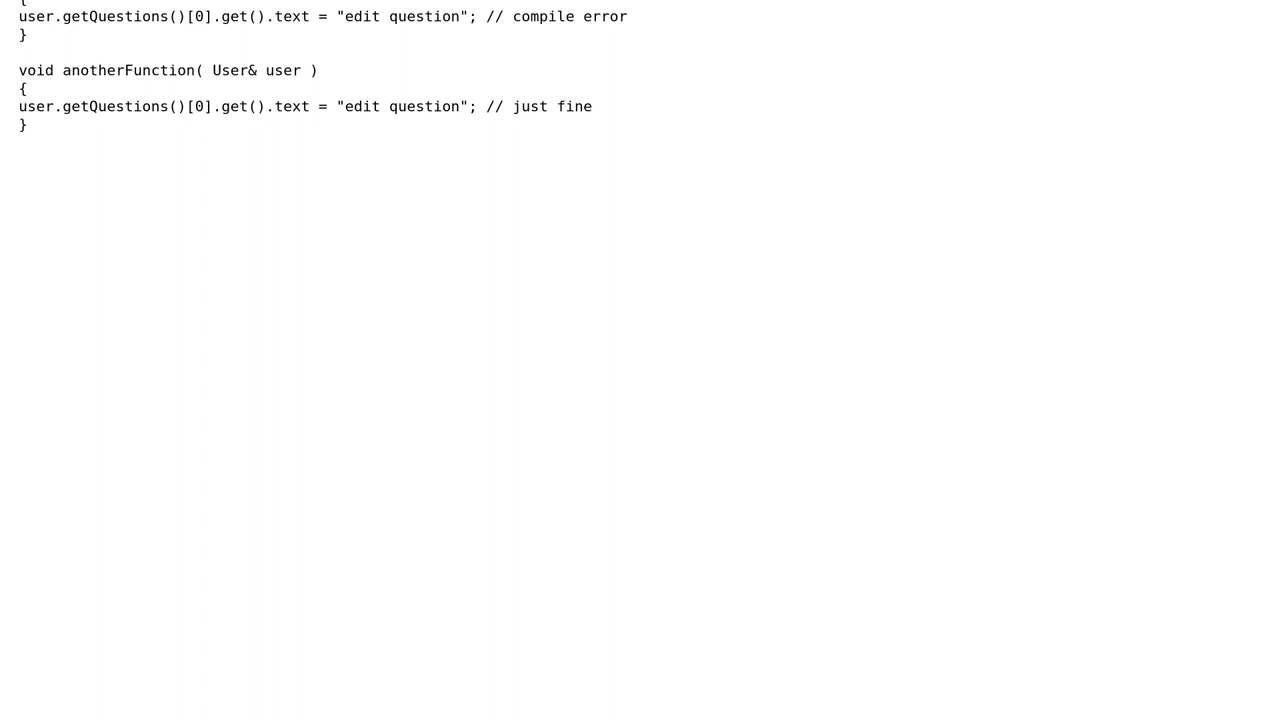 {
user.getQuestions()[0].get().text = "edit question"; // compile error
}
void anotherFunction( User& user )
{
user.getQuestions()[0].get().text = "edit question"; // just fine
}